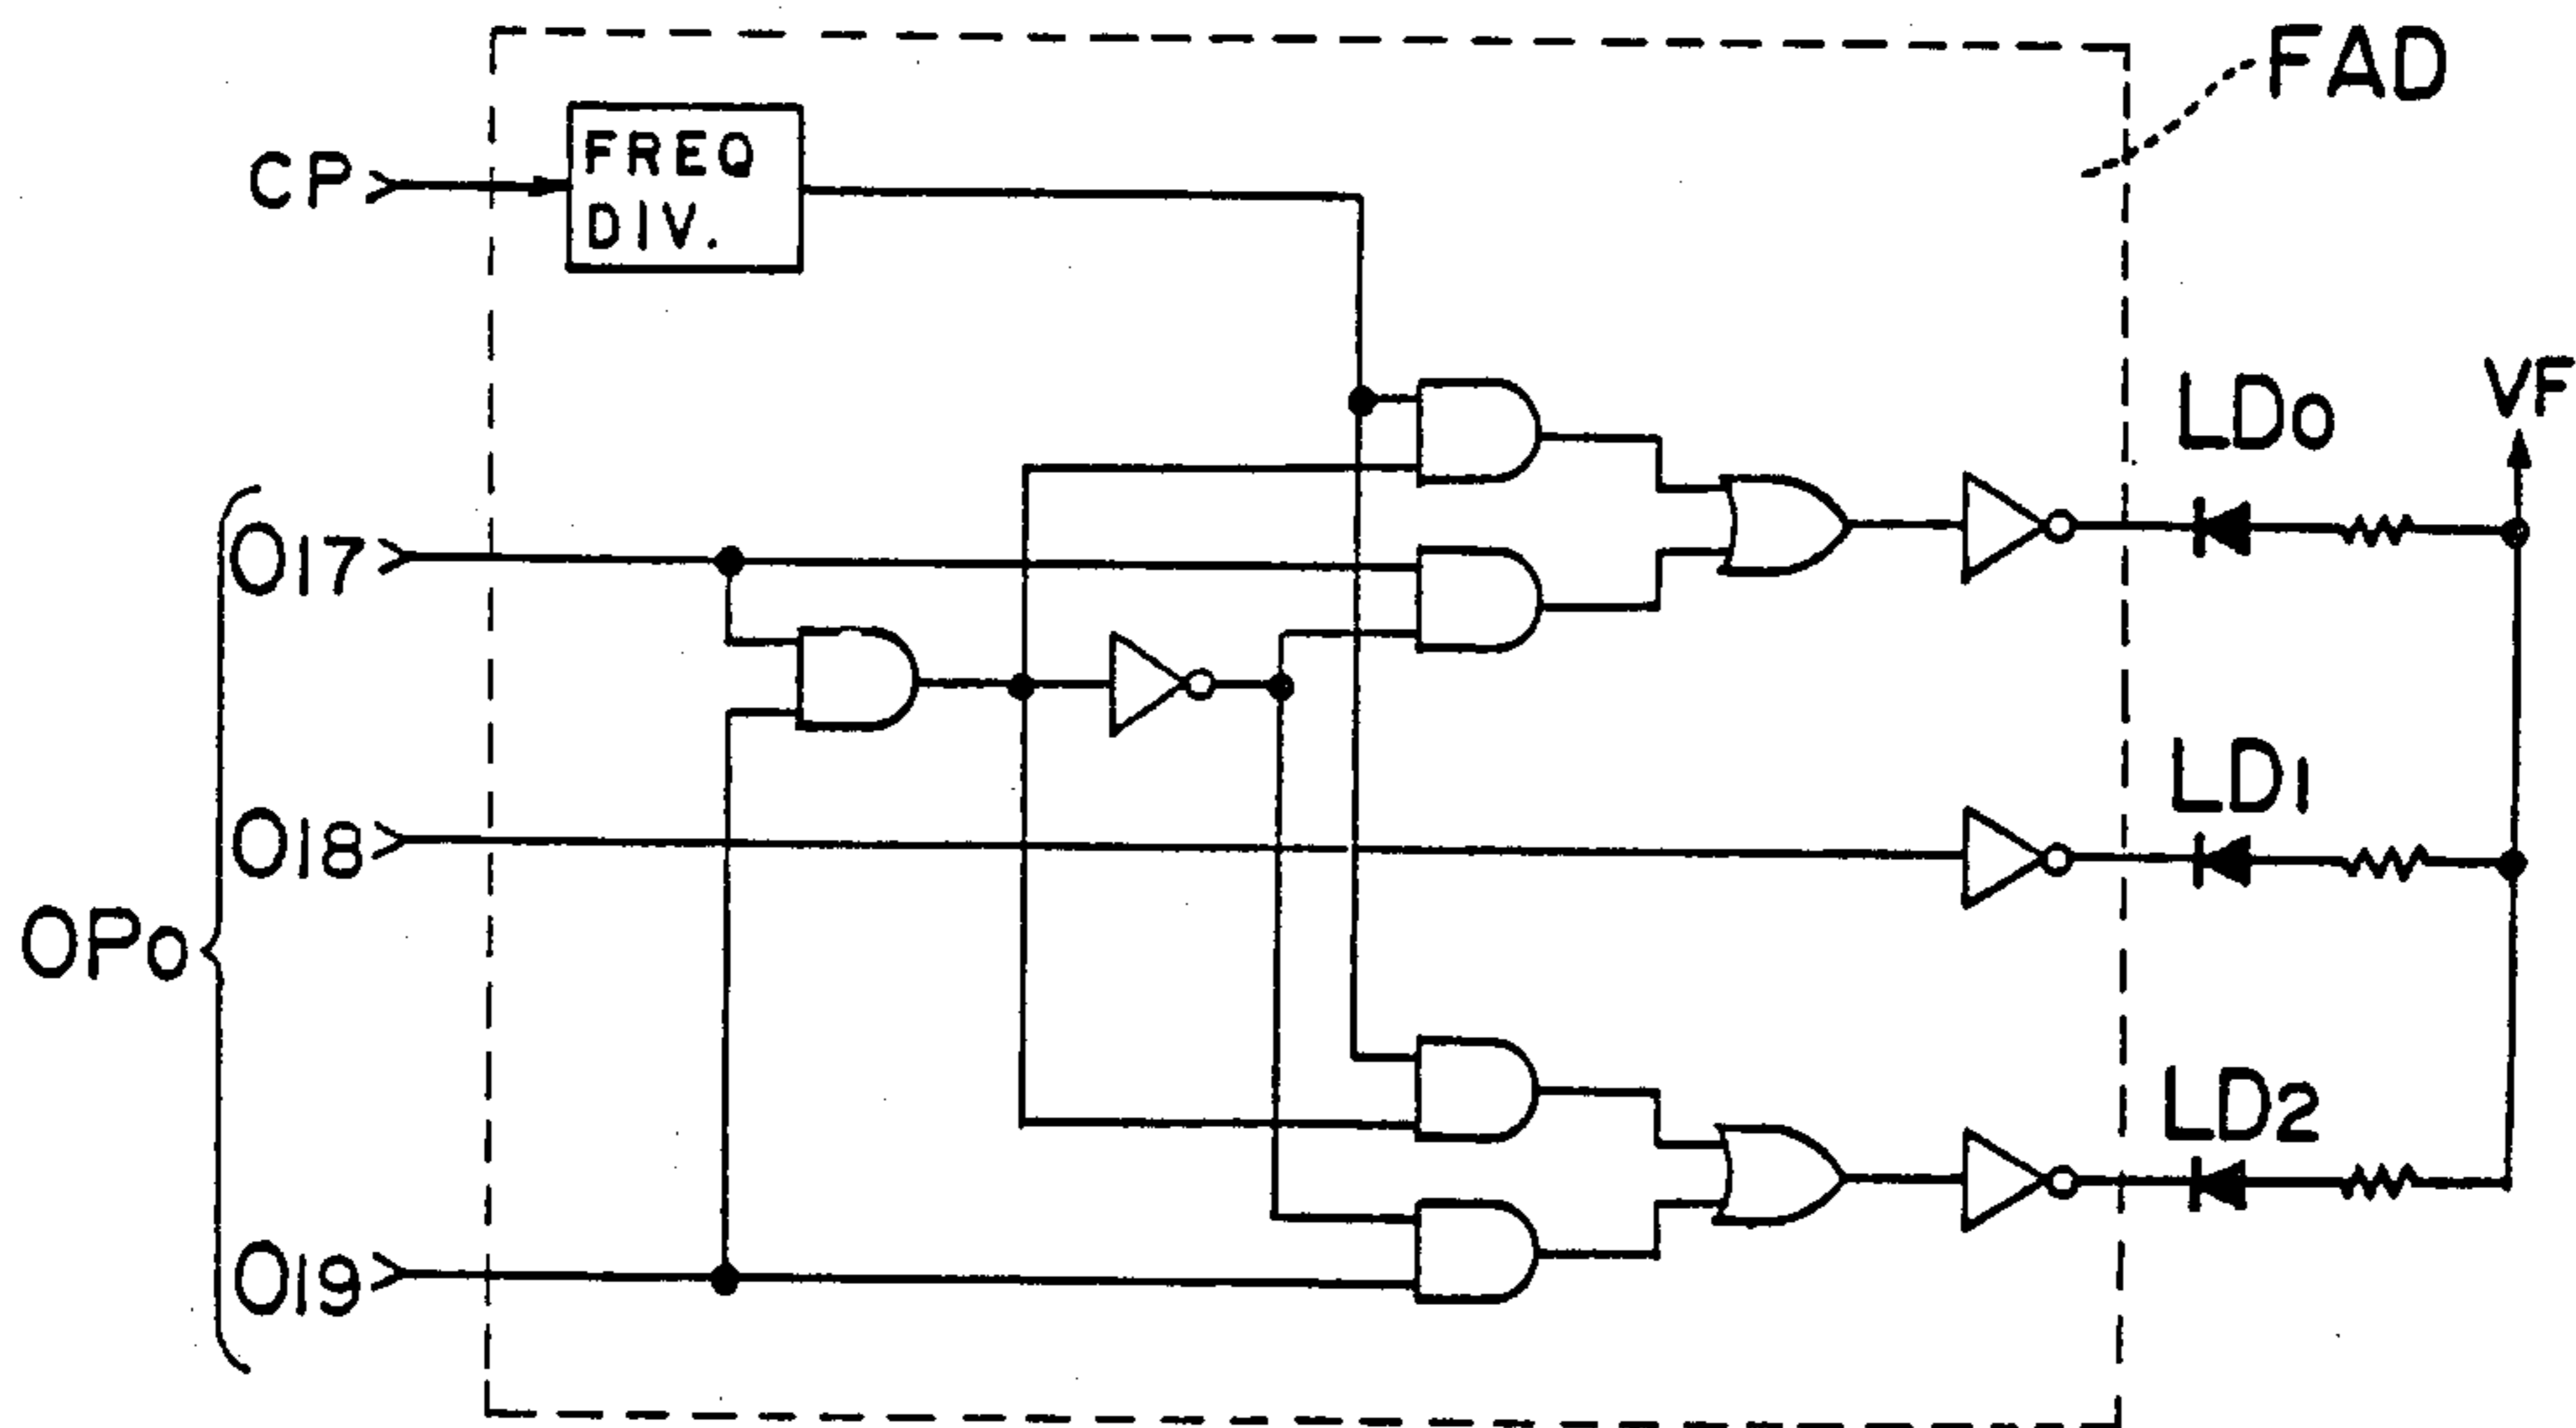 FAD
CP
FREQ
DIV.
VF
LD0
O17
LD1
O18
OP0
LD2
O19